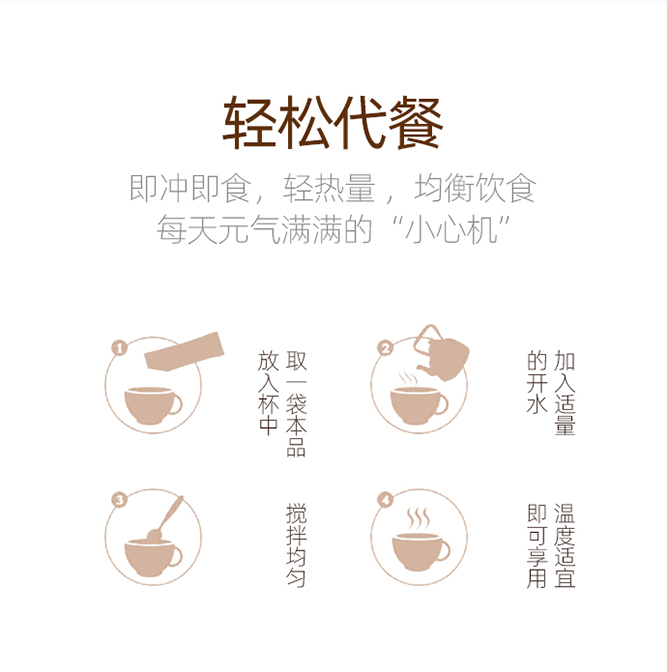 轻松代餐
即冲即食，轻热量，均衡饮食
每天元气满满的“小心机”
1
取一袋本品
放入杯中
2
加入适量
的开水
3
搅拌均匀
4
温度适宜
即可享用